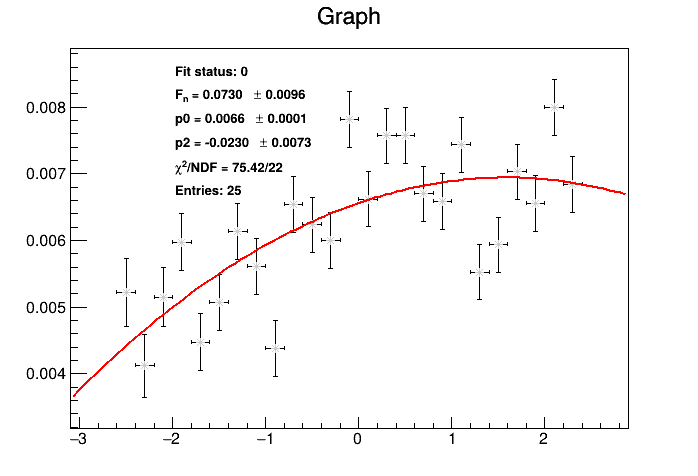 Graph
Fit status: 0
Fₙ = 0.0730 ± 0.0096
p0 = 0.0066 ± 0.0001
p2 = -0.0230 ± 0.0073
χ²/NDF = 75.42/22
Entries: 25
0.008
0.007
0.006
0.005
0.004
−3 −2 −1 0 1 2